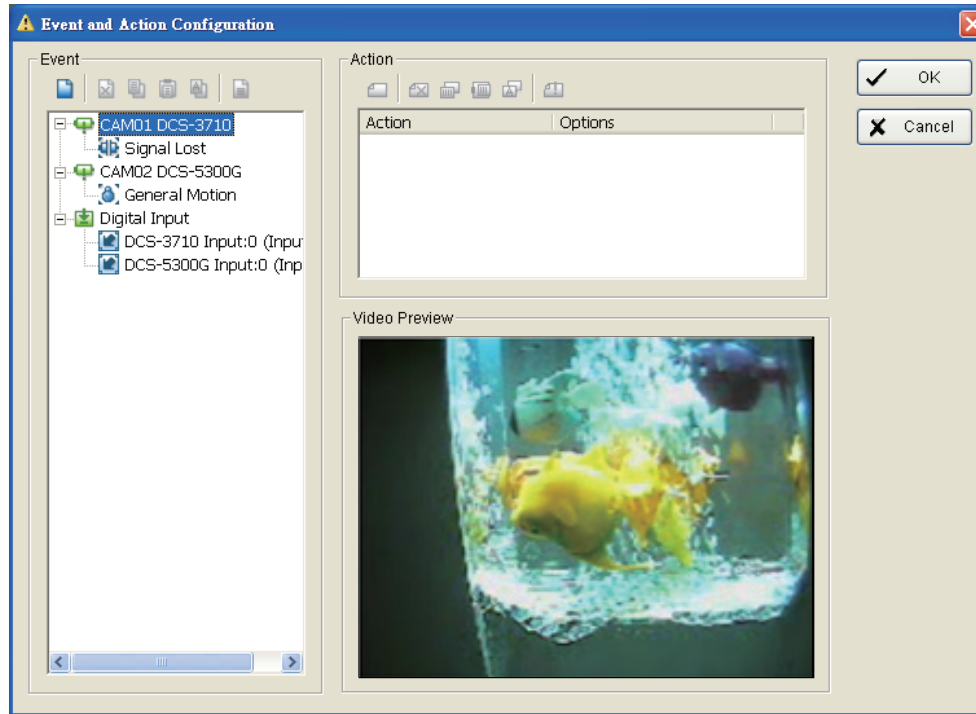 Event and Action Configuration
Event
CAM01 DCS-3710
Signal Lost
CAM02 DCS-5300G
General Motion
Digital Input
DCS-3710 Input:0 (Inpu
DCS-5300G Input:0 (Inp
Action
Action Options
Video Preview
OK
Cancel